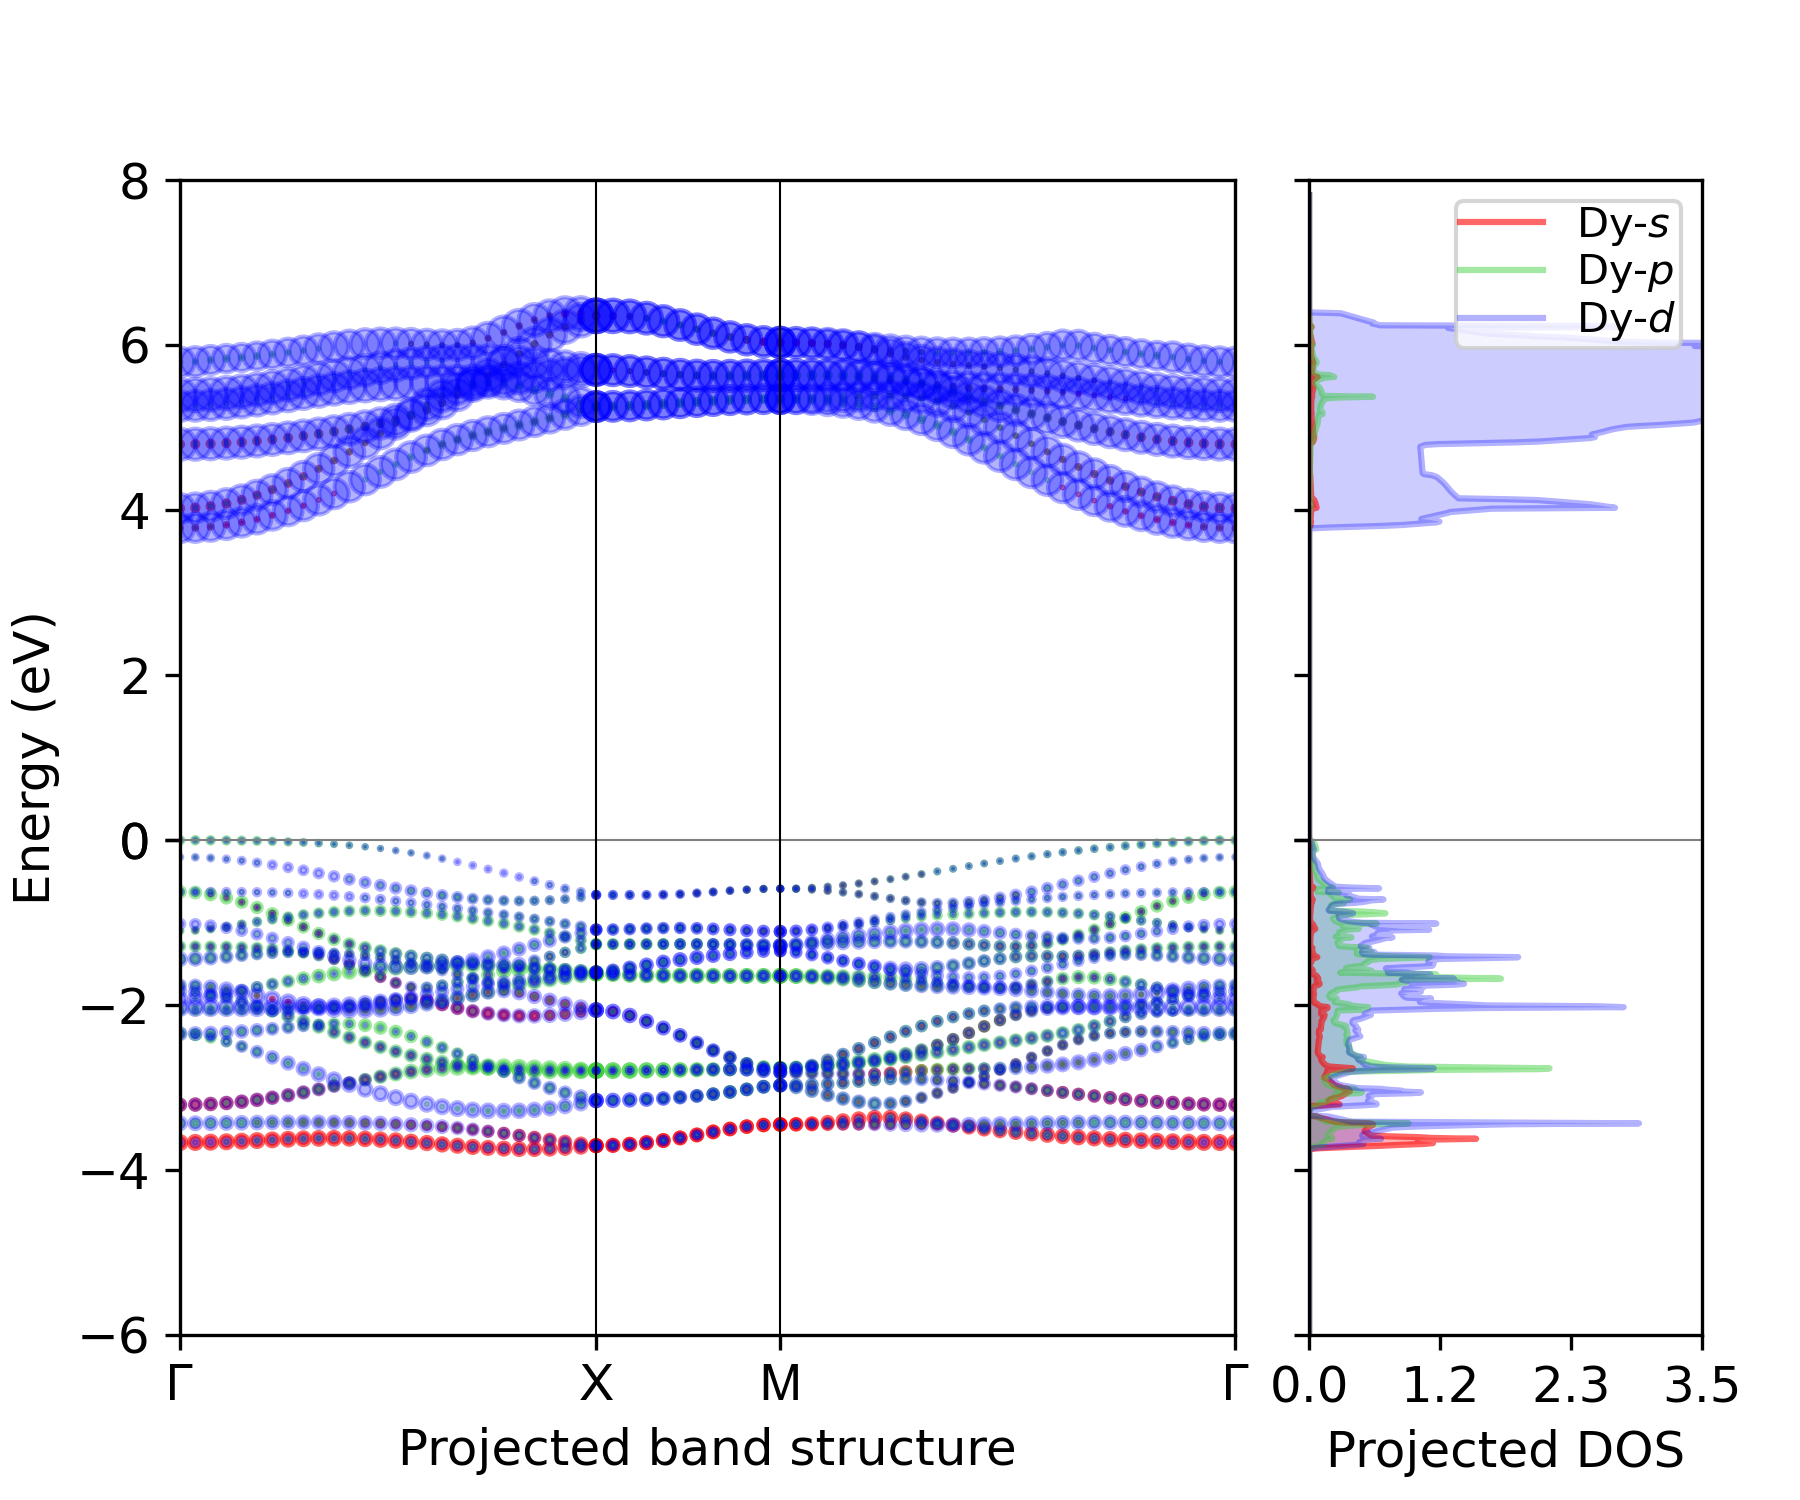 8
6
4
2
0
−2
−4
−6
Energy (eV)
Γ
X
M
Γ
Projected band structure
Dy-s
Dy-p
Dy-d
0.0
1.2
2.3
3.5
Projected DOS